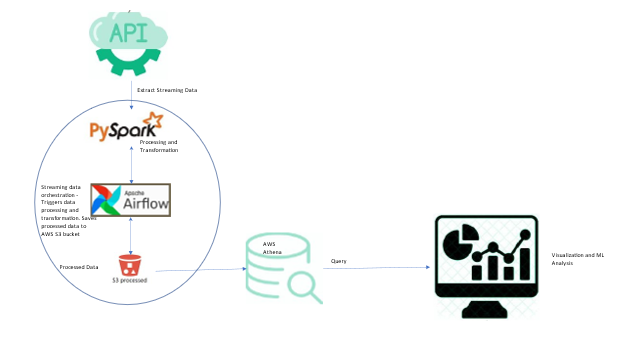 API
Extract Streaming Data
PySpark
Processing and
Transformation
Streaming data
orchestration -
Triggers data
processing and
transformation. Saves
processed data to
AWS S3 bucket
Apache
Airflow
Processed Data
S3 processed
AWS
Athena
Query
Visualization and ML
Analysis